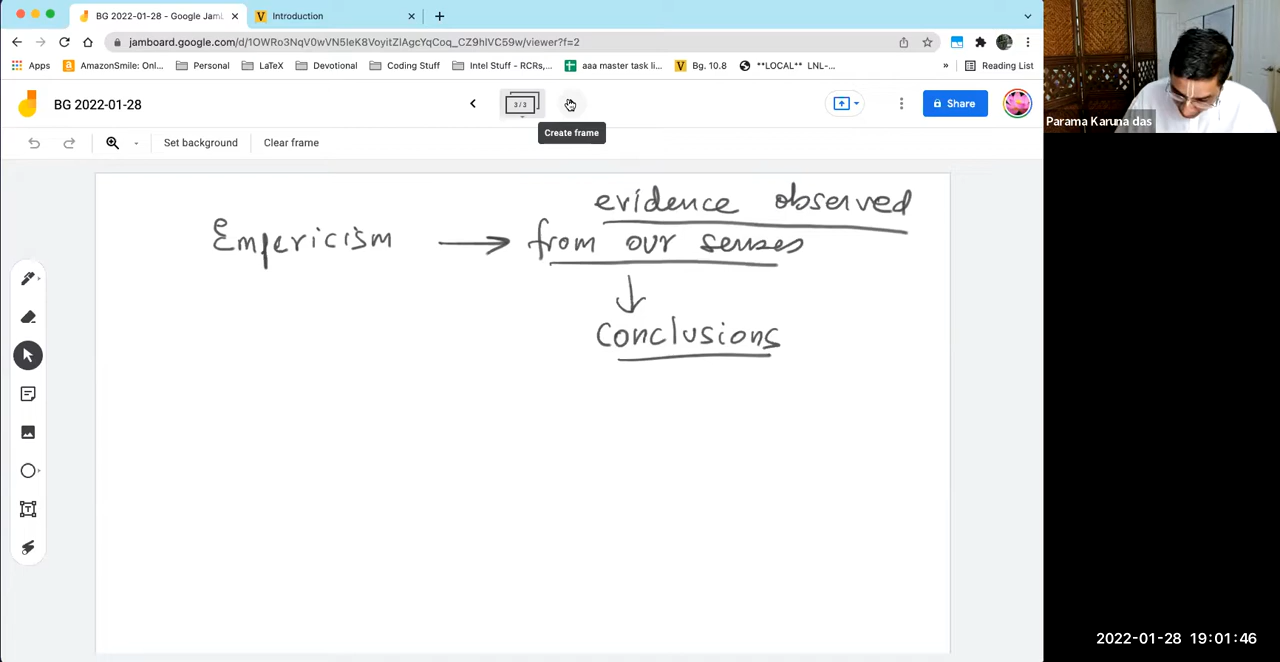 BG 2022-01-28 - Google Jam
Introduction
jamboard.google.com/d/1OWRo3NqV0wVN5leK8VoyitZlAgcYqCoq_CZ9hlVC59w/viewer?f=2
Apps
AmazonSmile: Onl...
Personal
LaTeX
Devotional
Coding Stuff
Intel Stuff - RCRs,...
aaa master task li...
Bg. 10.8
**LOCAL** LNL-...
»
Reading List
BG 2022-01-28
3 / 3
Share
Create frame
Set background
Clear frame
Parama Karuna das
evidence observed
Empericism → from our senses
↓
Conclusions
2022-01-28 19:01:46